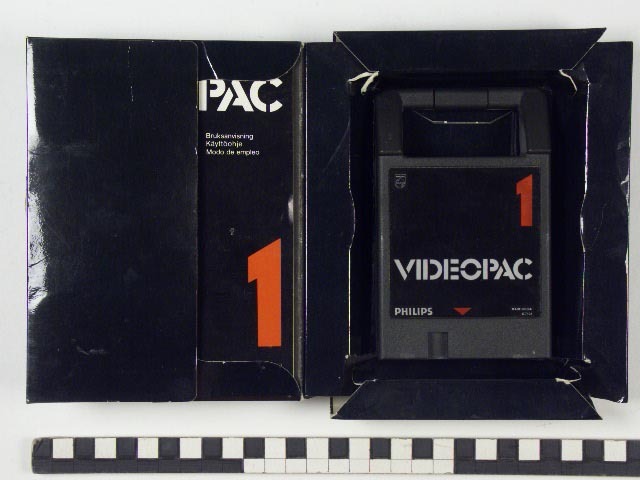 PAC
Bruksanvisning
Käyttöohje
Modo de empleo
1
1
VIDEOPAC
PHILIPS